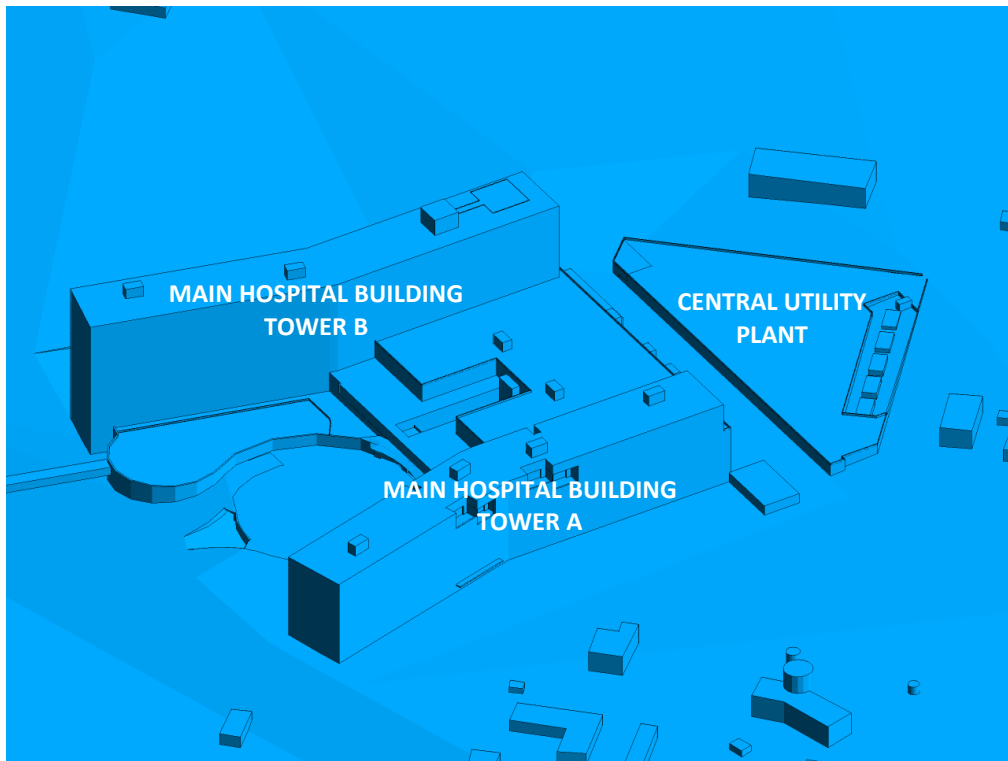 MAIN HOSPITAL BUILDING
TOWER B
CENTRAL UTILITY
PLANT
MAIN HOSPITAL BUILDING
TOWER A